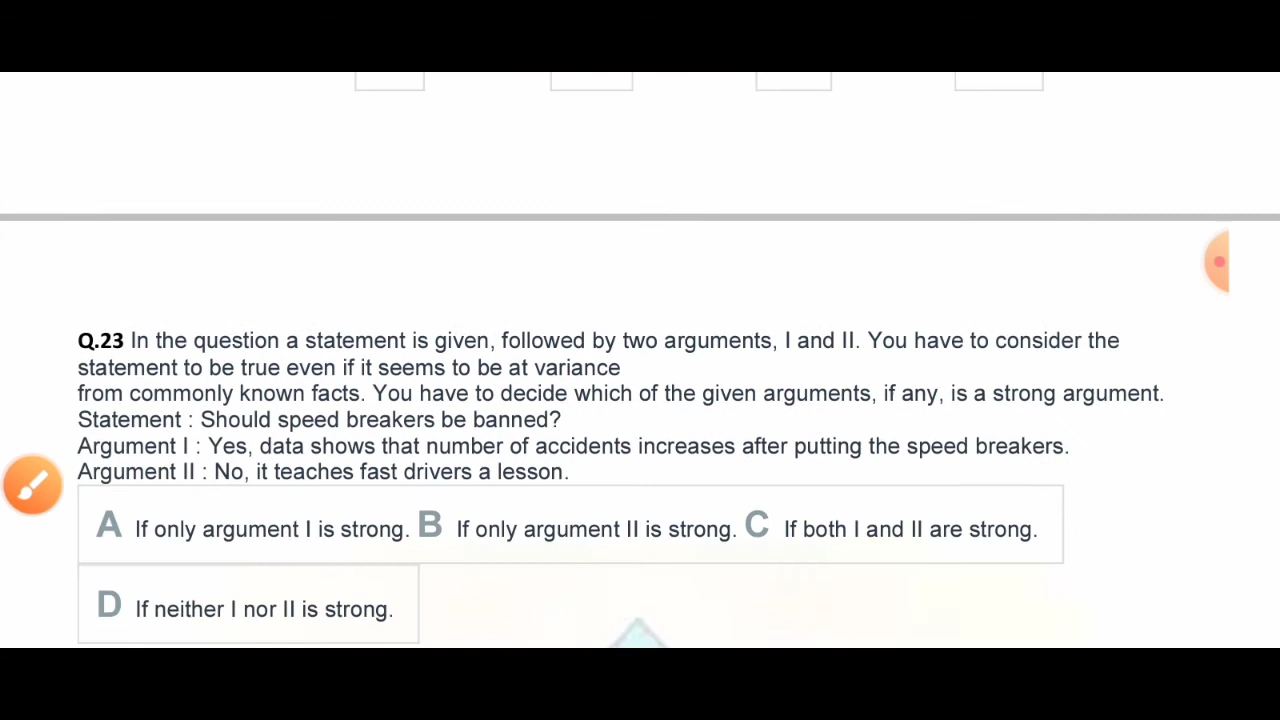 Q.23 In the question a statement is given, followed by two arguments, I and II. You have to consider the
statement to be true even if it seems to be at variance
from commonly known facts. You have to decide which of the given arguments, if any, is a strong argument.
Statement : Should speed breakers be banned?
Argument I : Yes, data shows that number of accidents increases after putting the speed breakers.
Argument II : No, it teaches fast drivers a lesson.
A If only argument I is strong. B If only argument II is strong. C If both I and II are strong.
D If neither I nor II is strong.